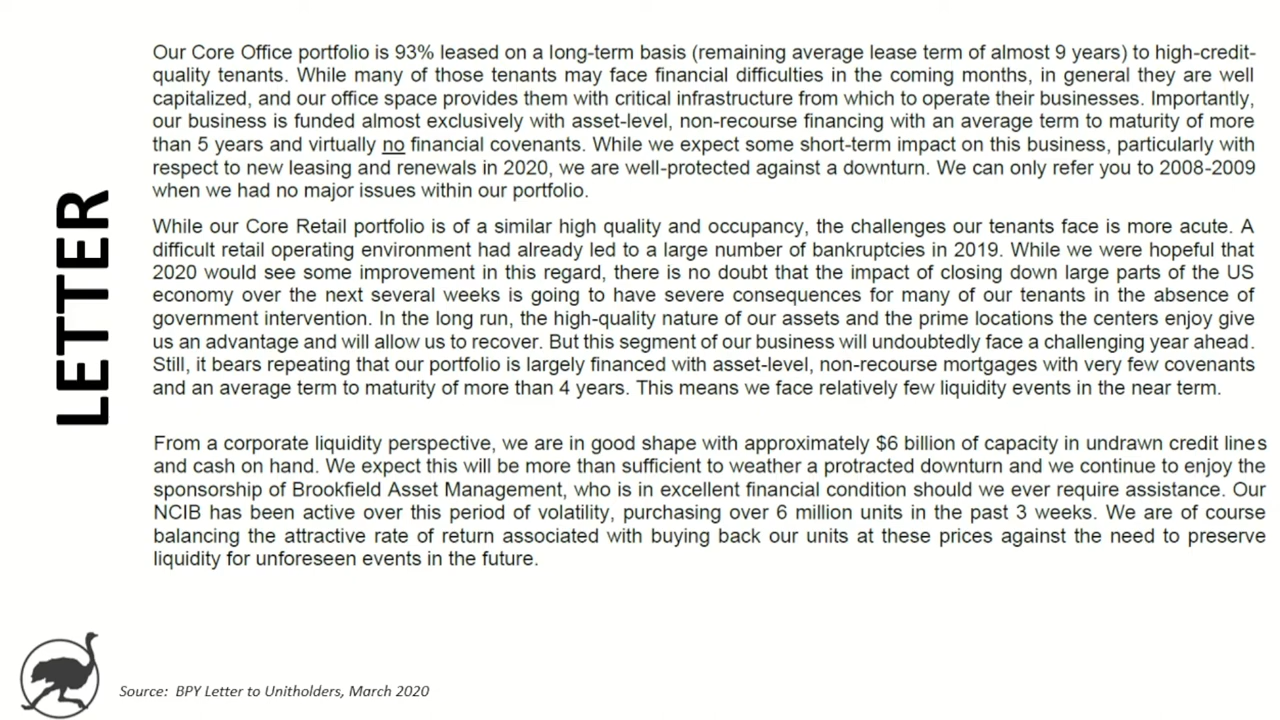 LETTER
Our Core Office portfolio is 93% leased on a long-term basis (remaining average lease term of almost 9 years) to high-credit-
quality tenants. While many of those tenants may face financial difficulties in the coming months, in general they are well
capitalized, and our office space provides them with critical infrastructure from which to operate their businesses. Importantly,
our business is funded almost exclusively with asset-level, non-recourse financing with an average term to maturity of more
than 5 years and virtually no financial covenants. While we expect some short-term impact on this business, particularly with
respect to new leasing and renewals in 2020, we are well-protected against a downturn. We can only refer you to 2008-2009
when we had no major issues within our portfolio.
While our Core Retail portfolio is of a similar high quality and occupancy, the challenges our tenants face is more acute. A
difficult retail operating environment had already led to a large number of bankruptcies in 2019. While we were hopeful that
2020 would see some improvement in this regard, there is no doubt that the impact of closing down large parts of the US
economy over the next several weeks is going to have severe consequences for many of our tenants in the absence of
government intervention. In the long run, the high-quality nature of our assets and the prime locations the centers enjoy give
us an advantage and will allow us to recover. But this segment of our business will undoubtedly face a challenging year ahead.
Still, it bears repeating that our portfolio is largely financed with asset-level, non-recourse mortgages with very few covenants
and an average term to maturity of more than 4 years. This means we face relatively few liquidity events in the near term.
From a corporate liquidity perspective, we are in good shape with approximately $6 billion of capacity in undrawn credit lines
and cash on hand. We expect this will be more than sufficient to weather a protracted downturn and we continue to enjoy the
sponsorship of Brookfield Asset Management, who is in excellent financial condition should we ever require assistance. Our
NCIB has been active over this period of volatility, purchasing over 6 million units in the past 3 weeks. We are of course
balancing the attractive rate of return associated with buying back our units at these prices against the need to preserve
liquidity for unforeseen events in the future.
Source: BPY Letter to Unitholders, March 2020